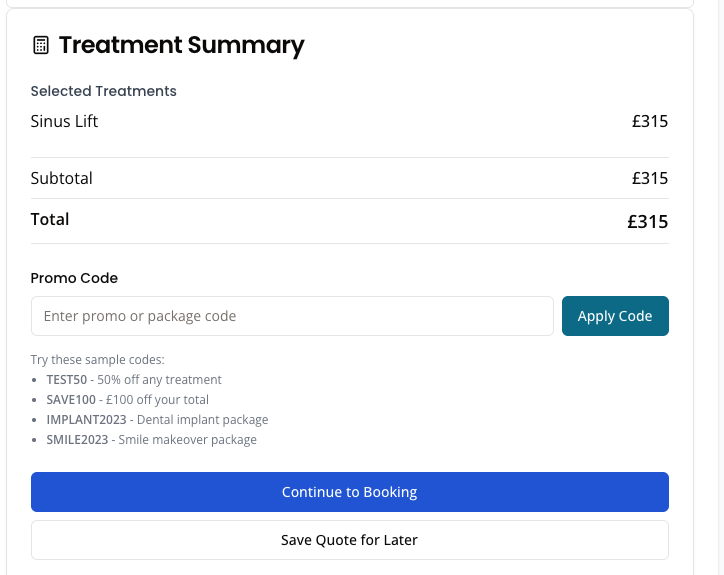 Treatment Summary
Selected Treatments
Sinus Lift £315
Subtotal £315
Total £315
Promo Code
Enter promo or package code Apply Code
Try these sample codes:
• TEST50 - 50% off any treatment
• SAVE100 - £100 off your total
• IMPLANT2023 - Dental implant package
• SMILE2023 - Smile makeover package
Continue to Booking
Save Quote for Later